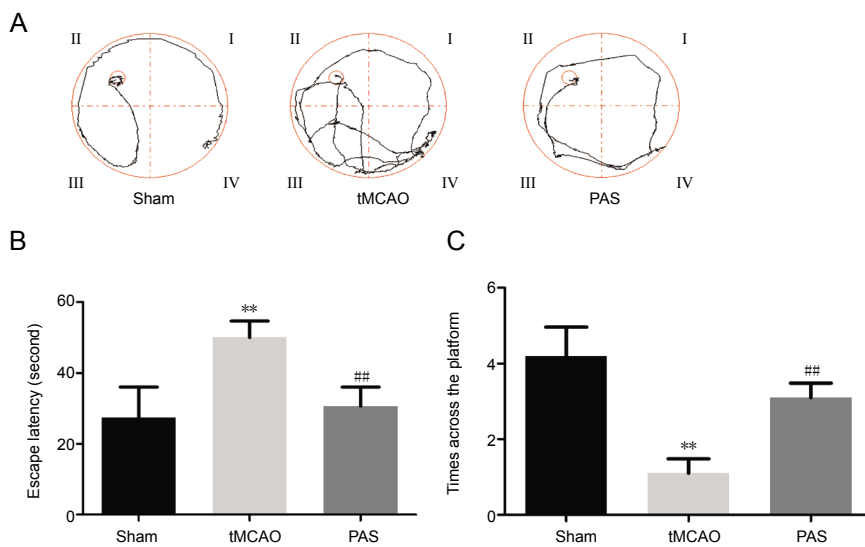 A
II I II I II I
III IV III IV III IV
Sham tMCAO PAS
B
Escape latency (second)
60
40
20
0
**
##
Sham tMCAO PAS
C
Times across the platform
6
4
2
0
**
##
Sham tMCAO PAS